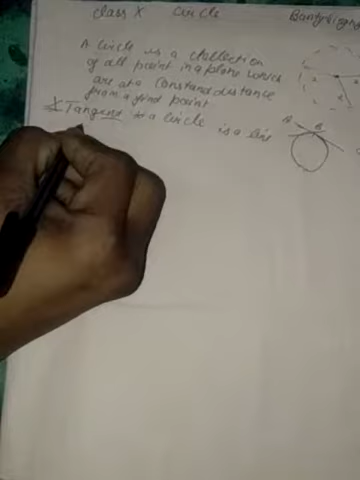 class X Circle
A Circle is a collection
of all point in a plane which
are at a constant distance
from a fixed point
Tangent to a circle is a line
A B